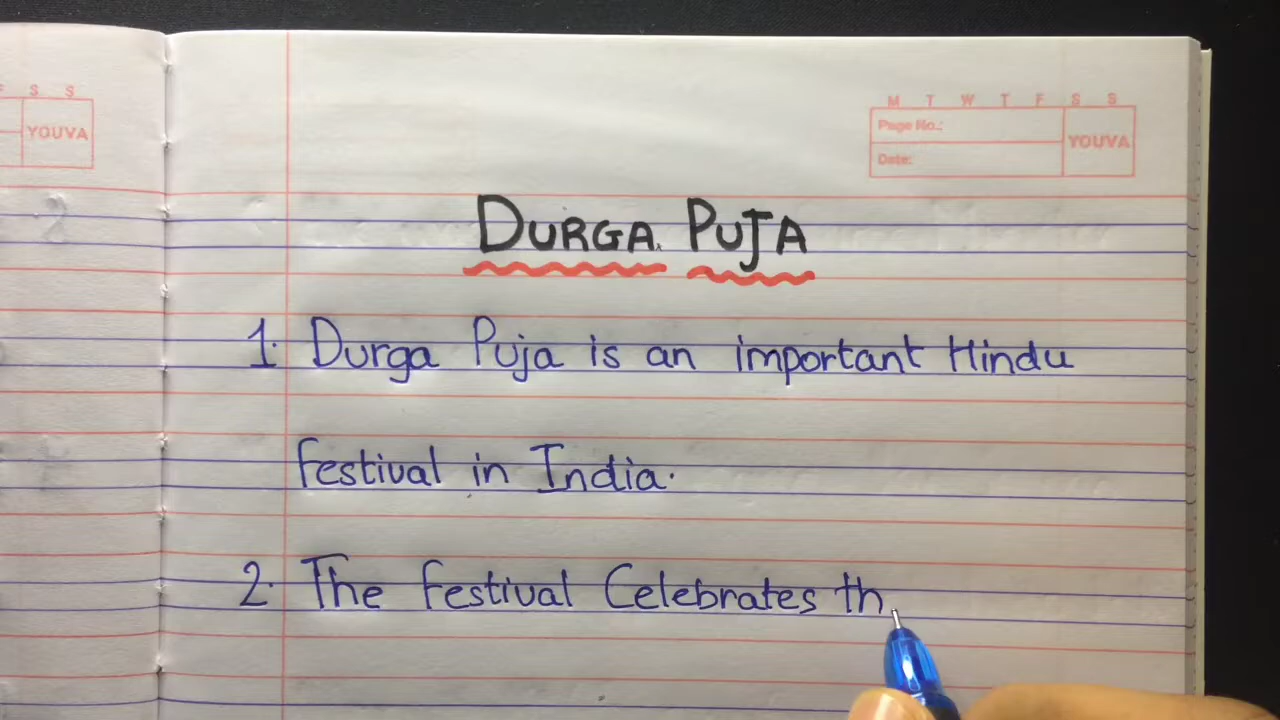 F S S
YOUVA
M T W T F S S
Page No.:
YOUVA
Date:
DURGA PUJA
1. Durga Puja is an important Hindu
festival in India.
2. The festival Celebrates th